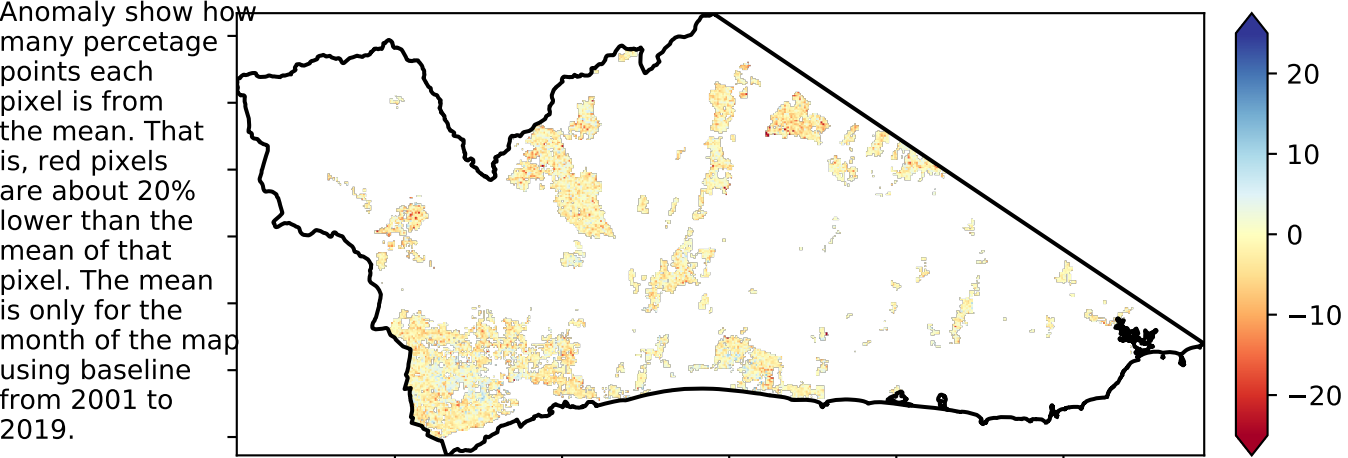 Anomaly show how
many percetage
points each
pixel is from
the mean. That
is, red pixels
are about 20%
lower than the
mean of that
pixel. The mean
is only for the
month of the map
using baseline
from 2001 to
2019.
20
10
0
−10
−20